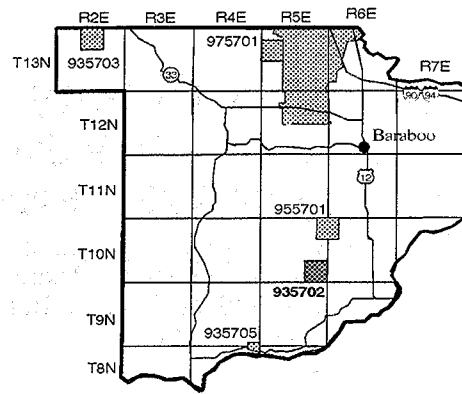 R2E R3E R4E R5E R6E
975701
R7E
T13N
935703
33
90 94
T12N
Baraboo
T11N
12
955701
T10N
935702
T9N
935705
T8N